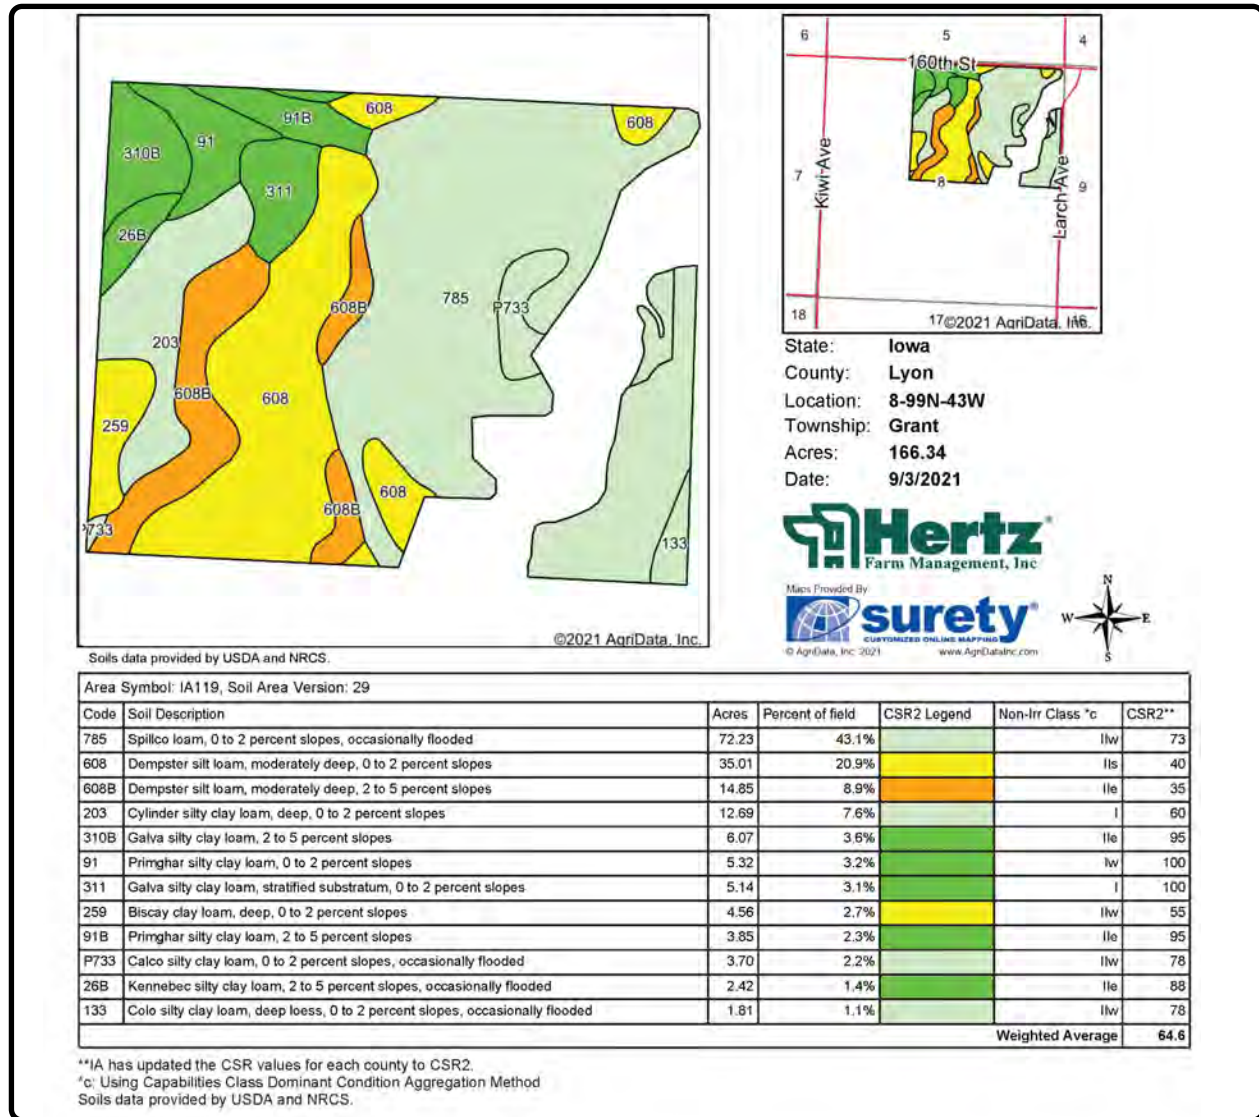 608
608
91B
91
310B
311
26B
608B
785
P733
203
608B
608
259
608
608B
P733
133
©2021 AgriData, Inc.
Soils data provided by USDA and NRCS.
6
5
4
160th St
7
Kiwi Ave
8
N
Larch Ave
9
18
17
©2021 AgriData, Inc.
16
State: Iowa
County: Lyon
Location: 8-99N-43W
Township: Grant
Acres: 166.34
Date: 9/3/2021
Hertz®
Farm Management, Inc
Maps Provided By
surety®
CUSTOMIZED ONLINE MAPPING
© AgriData, Inc. 2021 www.AgriDataInc.com
N
W E
S
Area Symbol: IA119, Soil Area Version: 29
Code Soil Description Acres Percent of field CSR2 Legend Non-Irr Class *c CSR2**
785 Spillco loam, 0 to 2 percent slopes, occasionally flooded 72.23 43.1% IIw 73
608 Dempster silt loam, moderately deep, 0 to 2 percent slopes 35.01 20.9% IIs 40
608B Dempster silt loam, moderately deep, 2 to 5 percent slopes 14.85 8.9% IIe 35
203 Cylinder silty clay loam, deep, 0 to 2 percent slopes 12.69 7.6% I 60
310B Galva silty clay loam, 2 to 5 percent slopes 6.07 3.6% IIe 95
91 Primghar silty clay loam, 0 to 2 percent slopes 5.32 3.2% Iw 100
311 Galva silty clay loam, stratified substratum, 0 to 2 percent slopes 5.14 3.1% I 100
259 Biscay clay loam, deep, 0 to 2 percent slopes 4.56 2.7% IIw 55
91B Primghar silty clay loam, 2 to 5 percent slopes 3.85 2.3% IIe 95
P733 Calco silty clay loam, 0 to 2 percent slopes, occasionally flooded 3.70 2.2% IIw 78
26B Kennebec silty clay loam, 2 to 5 percent slopes, occasionally flooded 2.42 1.4% IIe 88
133 Colo silty clay loam, deep loess, 0 to 2 percent slopes, occasionally flooded 1.81 1.1% IIw 78
Weighted Average 64.6
**IA has updated the CSR values for each county to CSR2.
*c: Using Capabilities Class Dominant Condition Aggregation Method
Soils data provided by USDA and NRCS.